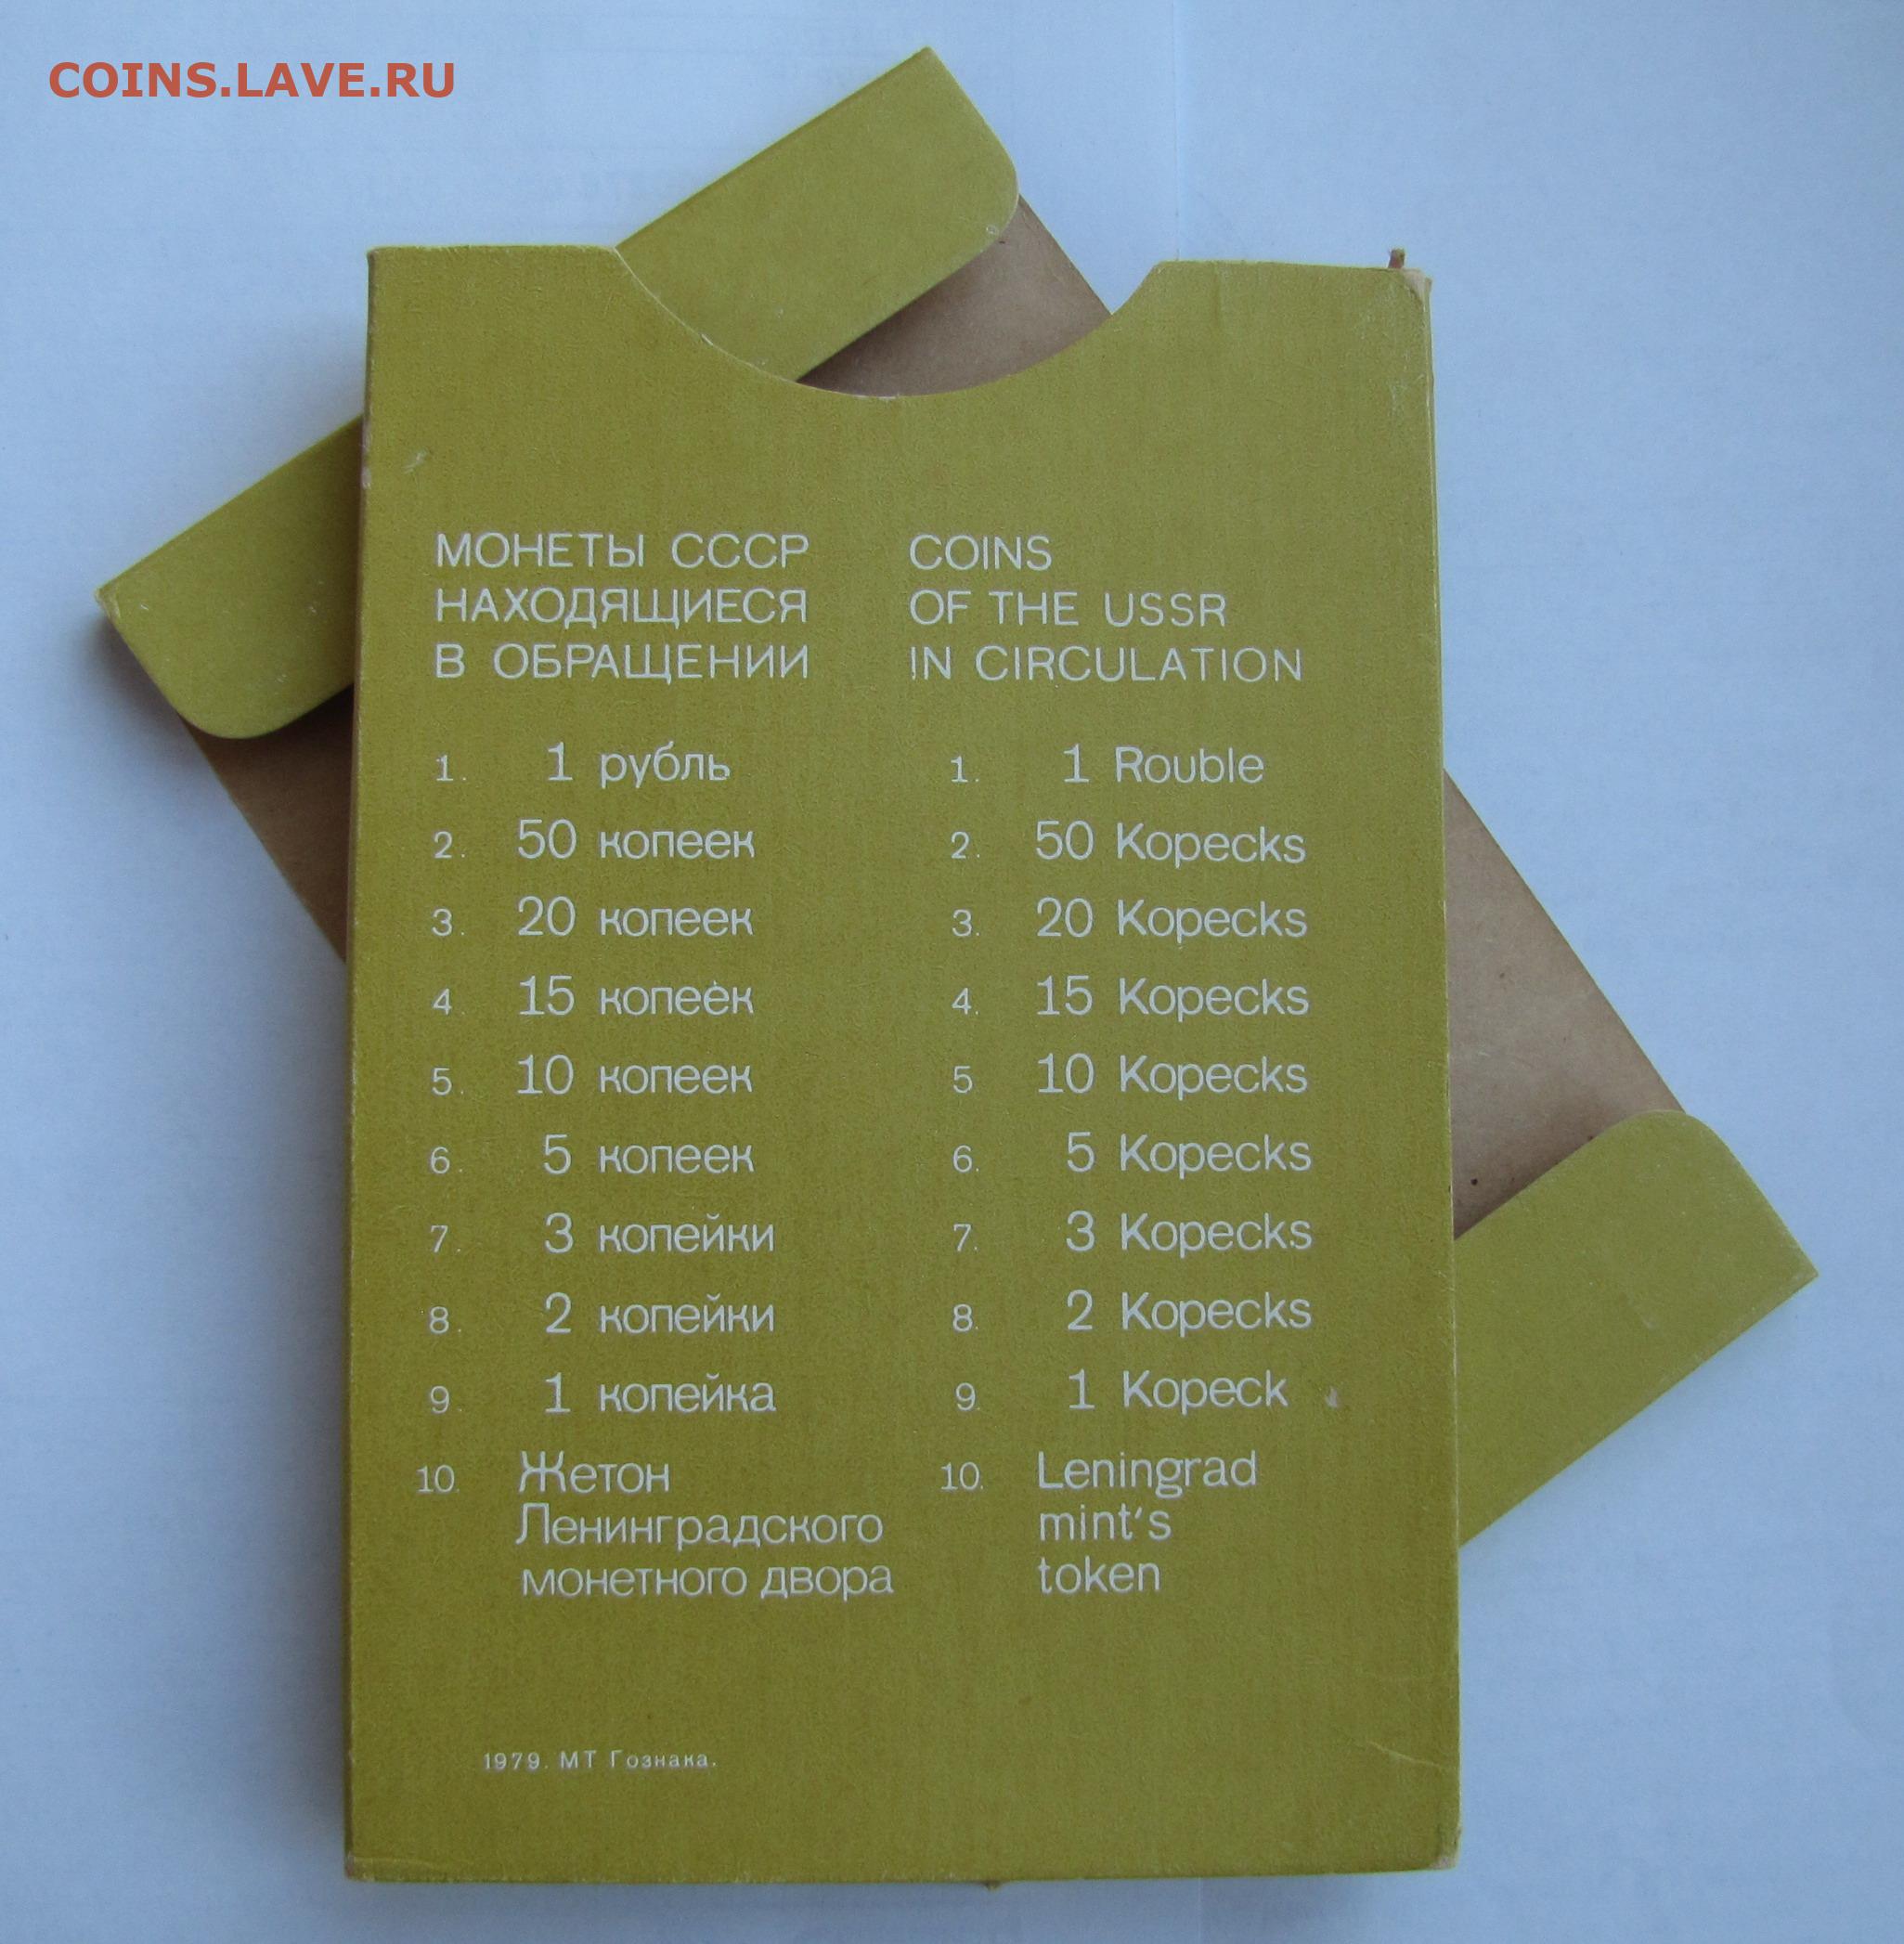 COINS.LAVE.RU
МОНЕТЫ СССР
НАХОДЯЩИЕСЯ
В ОБРАЩЕНИИ
1. 1 рубль
2. 50 копеек
3. 20 копеек
4 15 копеек
5. 10 копеек
6. 5 копеек
7. 3 копейки
8. 2 копейки
9. 1 копейка
10. Жетон
Ленинградского
монетного двора
COINS
OF THE USSR
IN CIRCULATION
1. 1 Rouble
2. 50 Kopecks
3. 20 Kopecks
4. 15 Kopecks
5 10 Kopecks
6. 5 Kopecks
7. 3 Kopecks
8. 2 Kopecks
9. 1 Kopeck
10. Leningrad
mint‘s
token
1979. МТ Гознака.